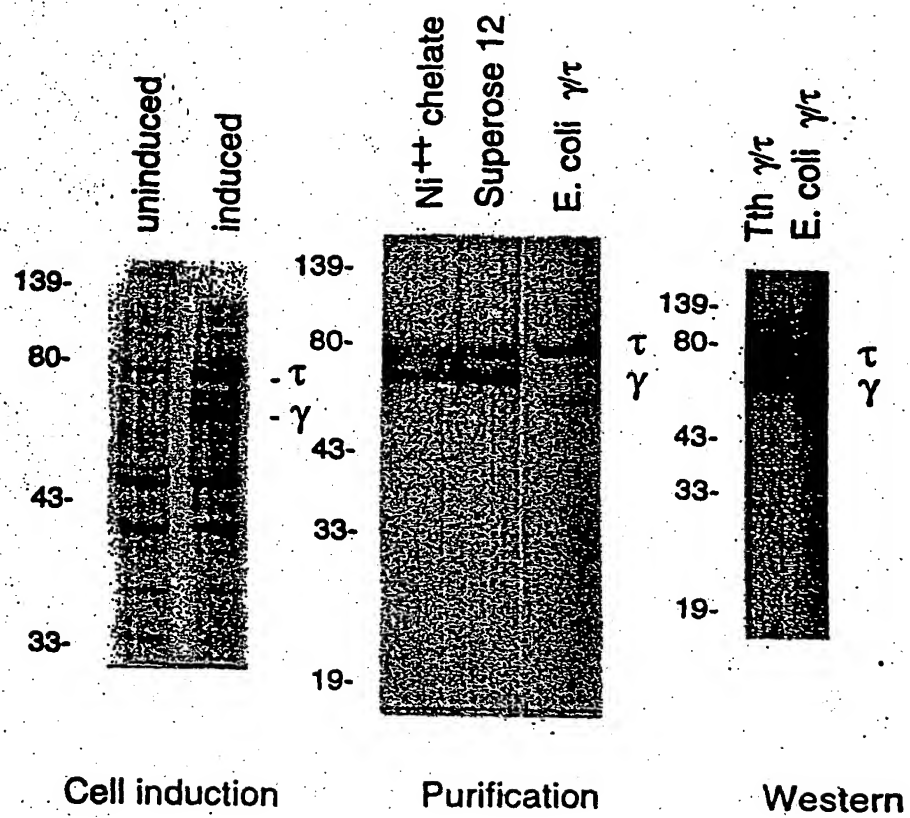 uninduced
induced
139-
80-
43-
33-
- τ
- γ
Cell induction
Ni++ chelate
Superose 12
E. coli γ/τ
139-
80-
43-
33-
19-
τ
γ
Purification
Tth γ/τ
E. coli γ/τ
139-
80-
43-
33-
19-
τ
γ
Western